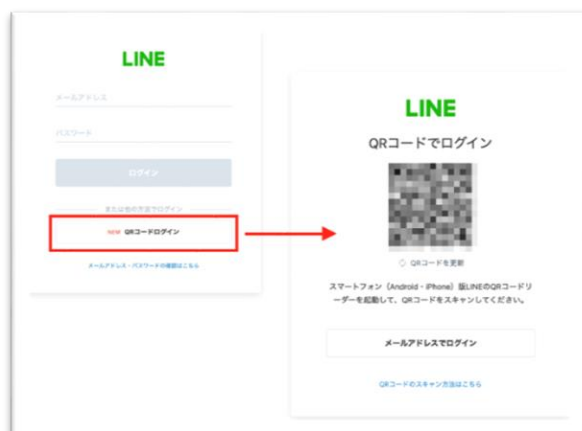 LINE
メールアドレス
パスワード
ログイン
または他の方法でログイン
NEW QRコードログイン
メールアドレス・パスワードの確認はこちら
LINE
QRコードでログイン
QRコードを更新
スマートフォン（Android・iPhone）版LINEのQRコードリ
ーダーを起動して、QRコードをスキャンしてください。
メールアドレスでログイン
QRコードのスキャン方法はこちら